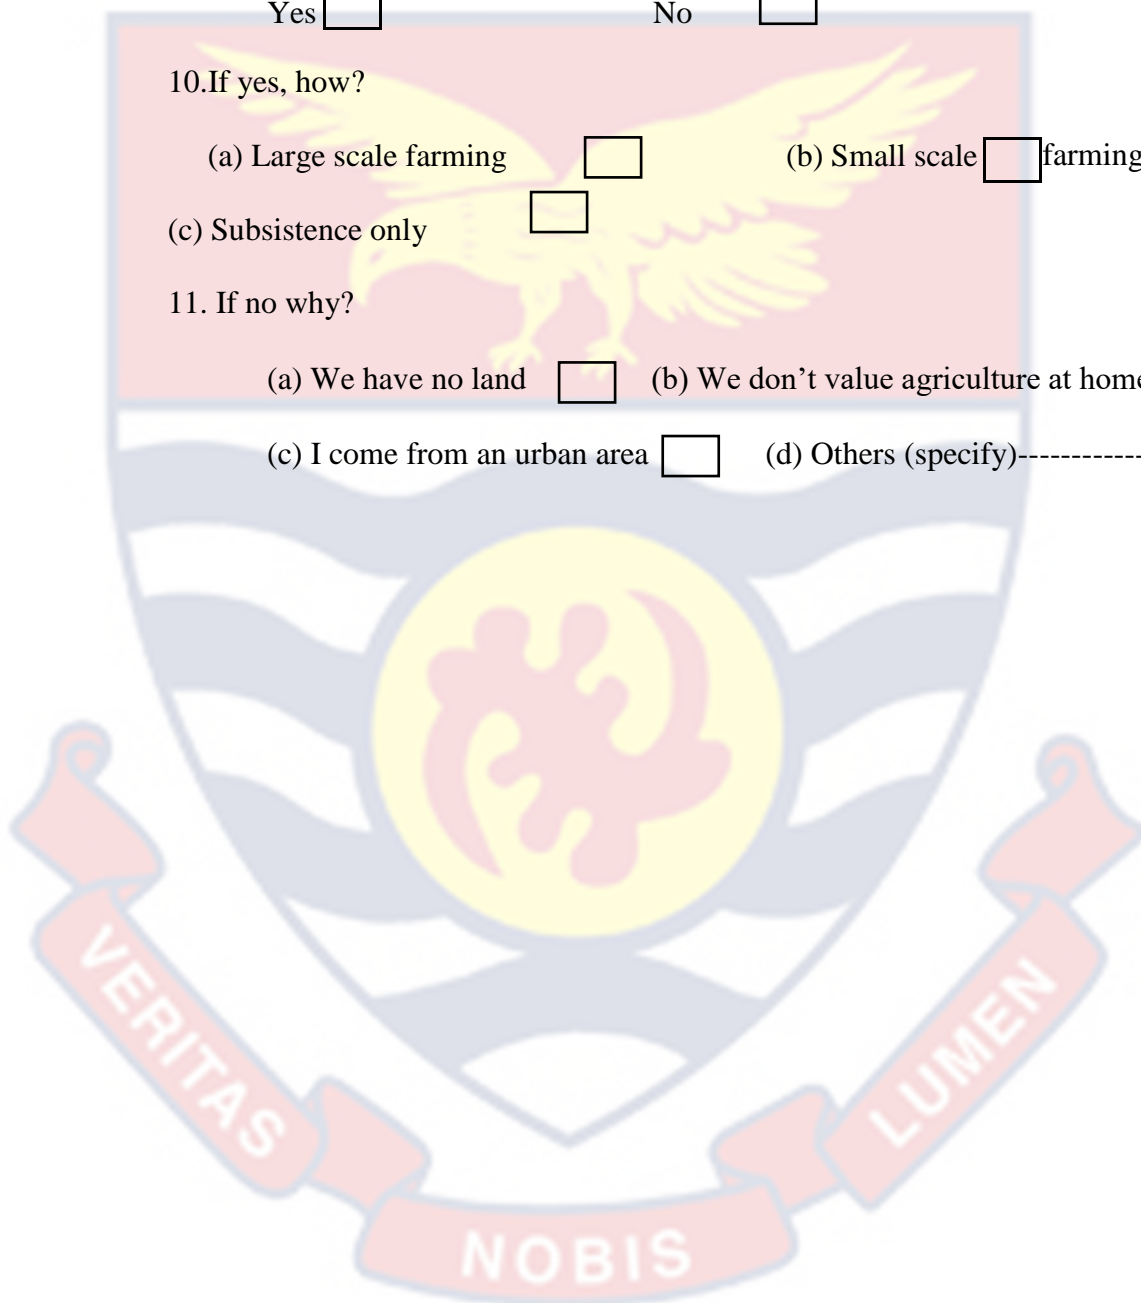 Yes No
10.If yes, how?
(a) Large scale farming (b) Small scale farming
(c) Subsistence only
11. If no why?
(a) We have no land (b) We don’t value agriculture at home
(c) I come from an urban area (d) Others (specify)------------
VERITAS
NOBIS
LUMEN